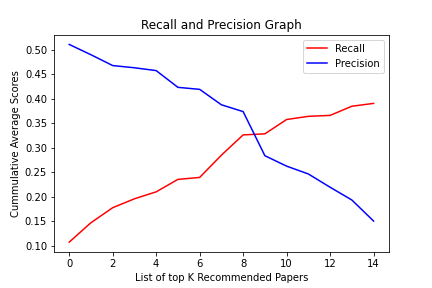 Recall and Precision Graph
Recall
Precision
Cummulative Average Scores
0.50
0.45
0.40
0.35
0.30
0.25
0.20
0.15
0.10
0 2 4 6 8 10 12 14
List of top K Recommended Papers